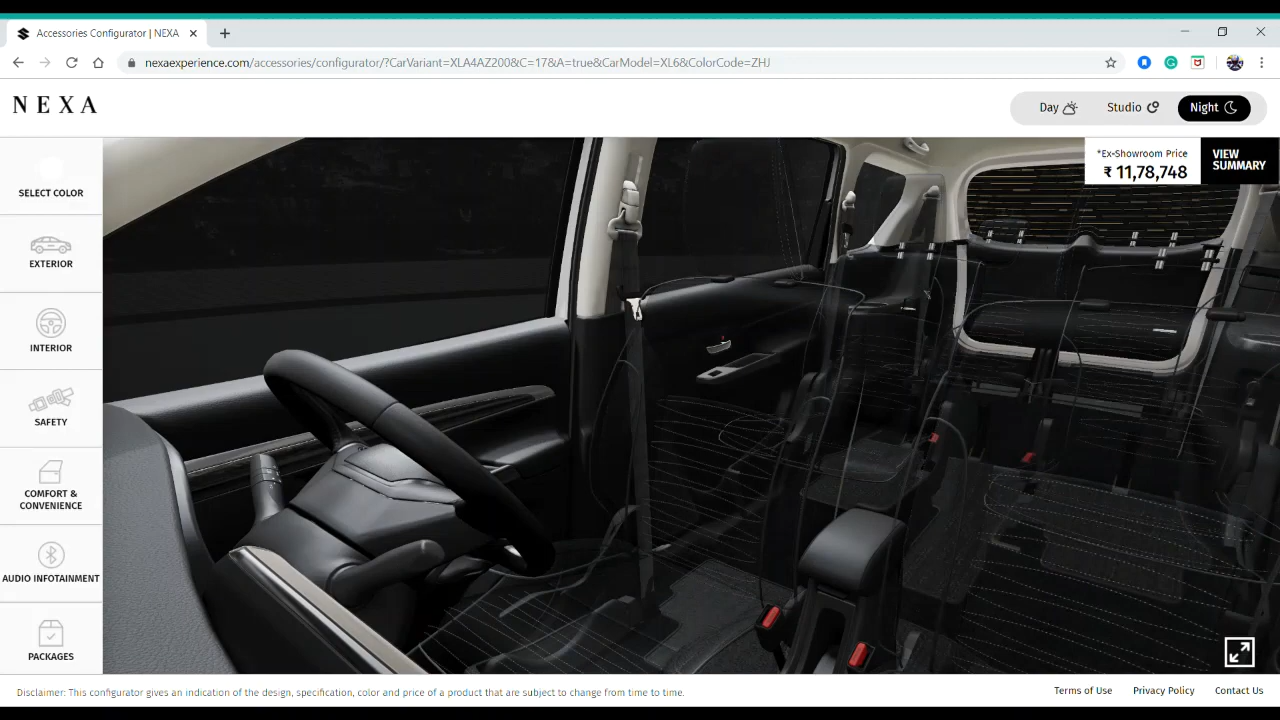 Accessories Configurator | NEXA
nexaexperience.com/accessories/configurator/?CarVariant=XLA4AZ200&C=17&A=true&CarModel=XL6&ColorCode=ZHJ
NEXA
Day
Studio
Night
*Ex-Showroom Price
₹ 11,78,748
VIEW
SUMMARY
SELECT COLOR
EXTERIOR
INTERIOR
SAFETY
COMFORT &
CONVENIENCE
AUDIO INFOTAINMENT
PACKAGES
Disclaimer: This configurator gives an indication of the design, specification, color and price of a product that are subject to change from time to time.
Terms of Use
Privacy Policy
Contact Us